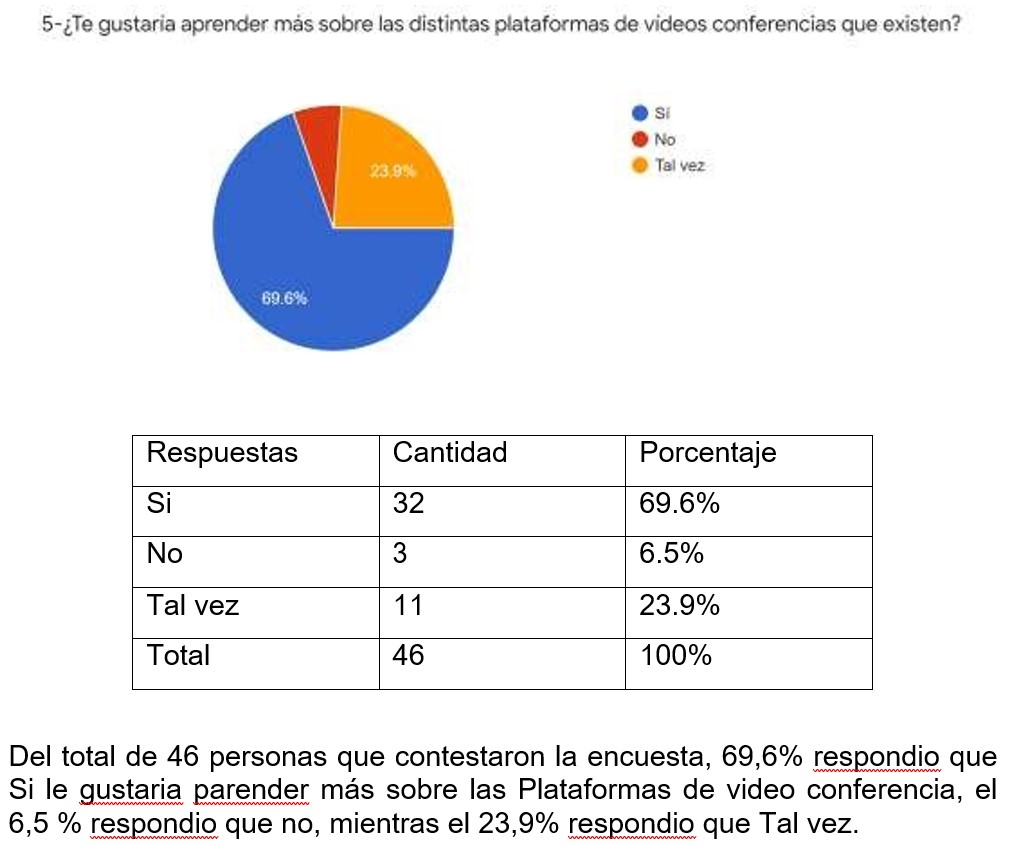 5-¿Te gustaría aprender más sobre las distintas plataformas de videos conferencias que existen?
Sí
No
Tal vez
23.9%
69.6%
Respuestas Cantidad Porcentaje
Si 32 69.6%
No 3 6.5%
Tal vez 11 23.9%
Total 46 100%
Del total de 46 personas que contestaron la encuesta, 69,6% respondio que
Si le gustaria parender más sobre las Plataformas de video conferencia, el
6,5 % respondio que no, mientras el 23,9% respondio que Tal vez.